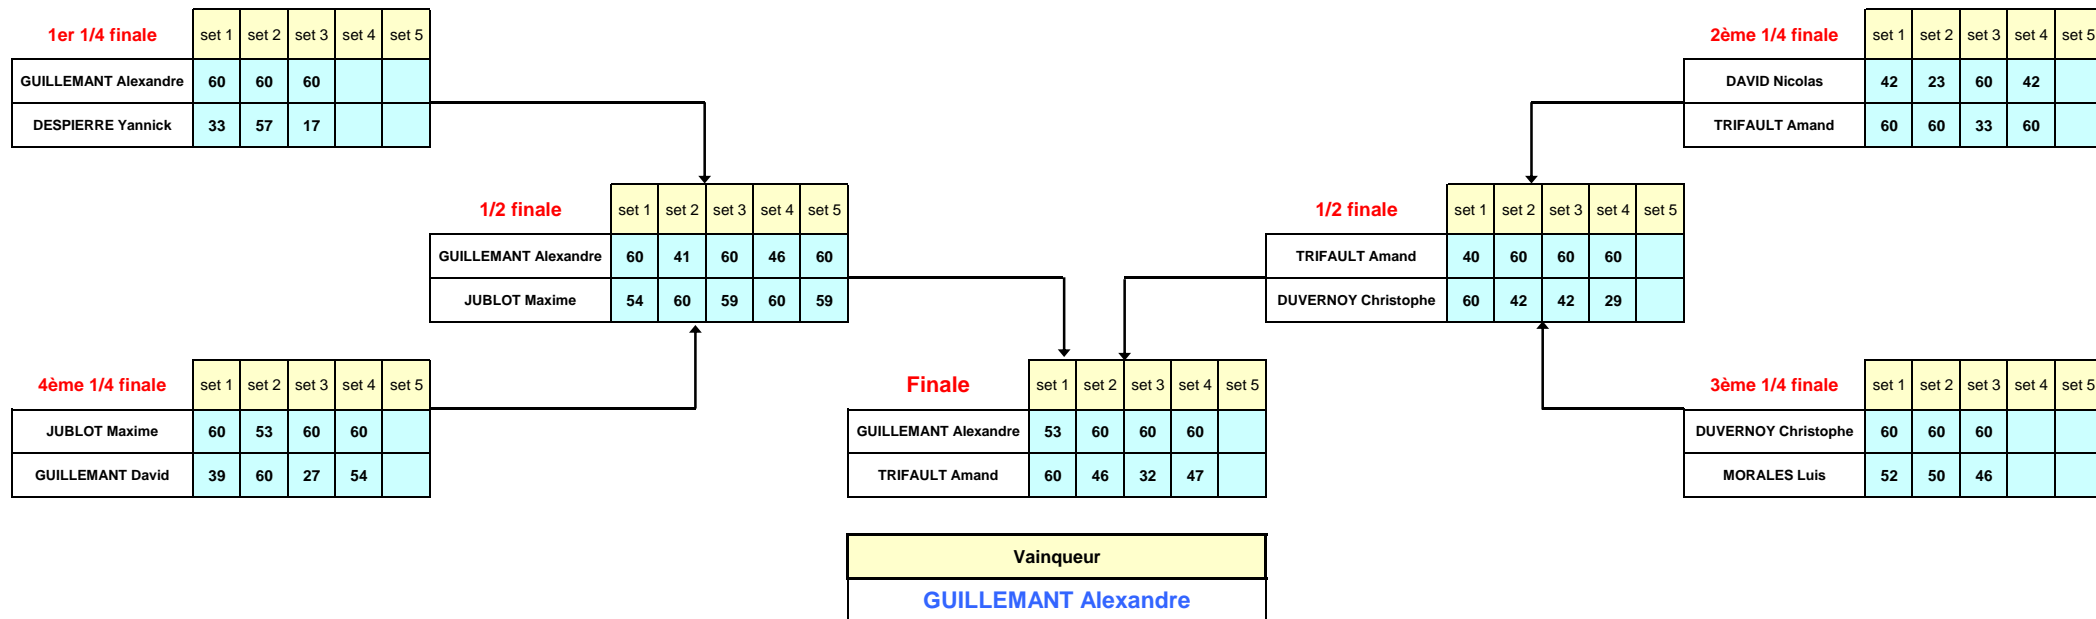 1er 1/4 finale set 1 set 2 set 3 set 4 set 5
GUILLEMANT Alexandre 60 60 60
DESPIERRE Yannick 33 57 17
2ème 1/4 finale set 1 set 2 set 3 set 4 set 5
DAVID Nicolas 42 23 60 42
TRIFAULT Amand 60 60 33 60
1/2 finale set 1 set 2 set 3 set 4 set 5
GUILLEMANT Alexandre 60 41 60 46 60
JUBLOT Maxime 54 60 59 60 59
1/2 finale set 1 set 2 set 3 set 4 set 5
TRIFAULT Amand 40 60 60 60
DUVERNOY Christophe 60 42 42 29
4ème 1/4 finale set 1 set 2 set 3 set 4 set 5
JUBLOT Maxime 60 53 60 60
GUILLEMANT David 39 60 27 54
Finale set 1 set 2 set 3 set 4 set 5
GUILLEMANT Alexandre 53 60 60 60
TRIFAULT Amand 60 46 32 47
3ème 1/4 finale set 1 set 2 set 3 set 4 set 5
DUVERNOY Christophe 60 60 60
MORALES Luis 52 50 46
Vainqueur
GUILLEMANT Alexandre